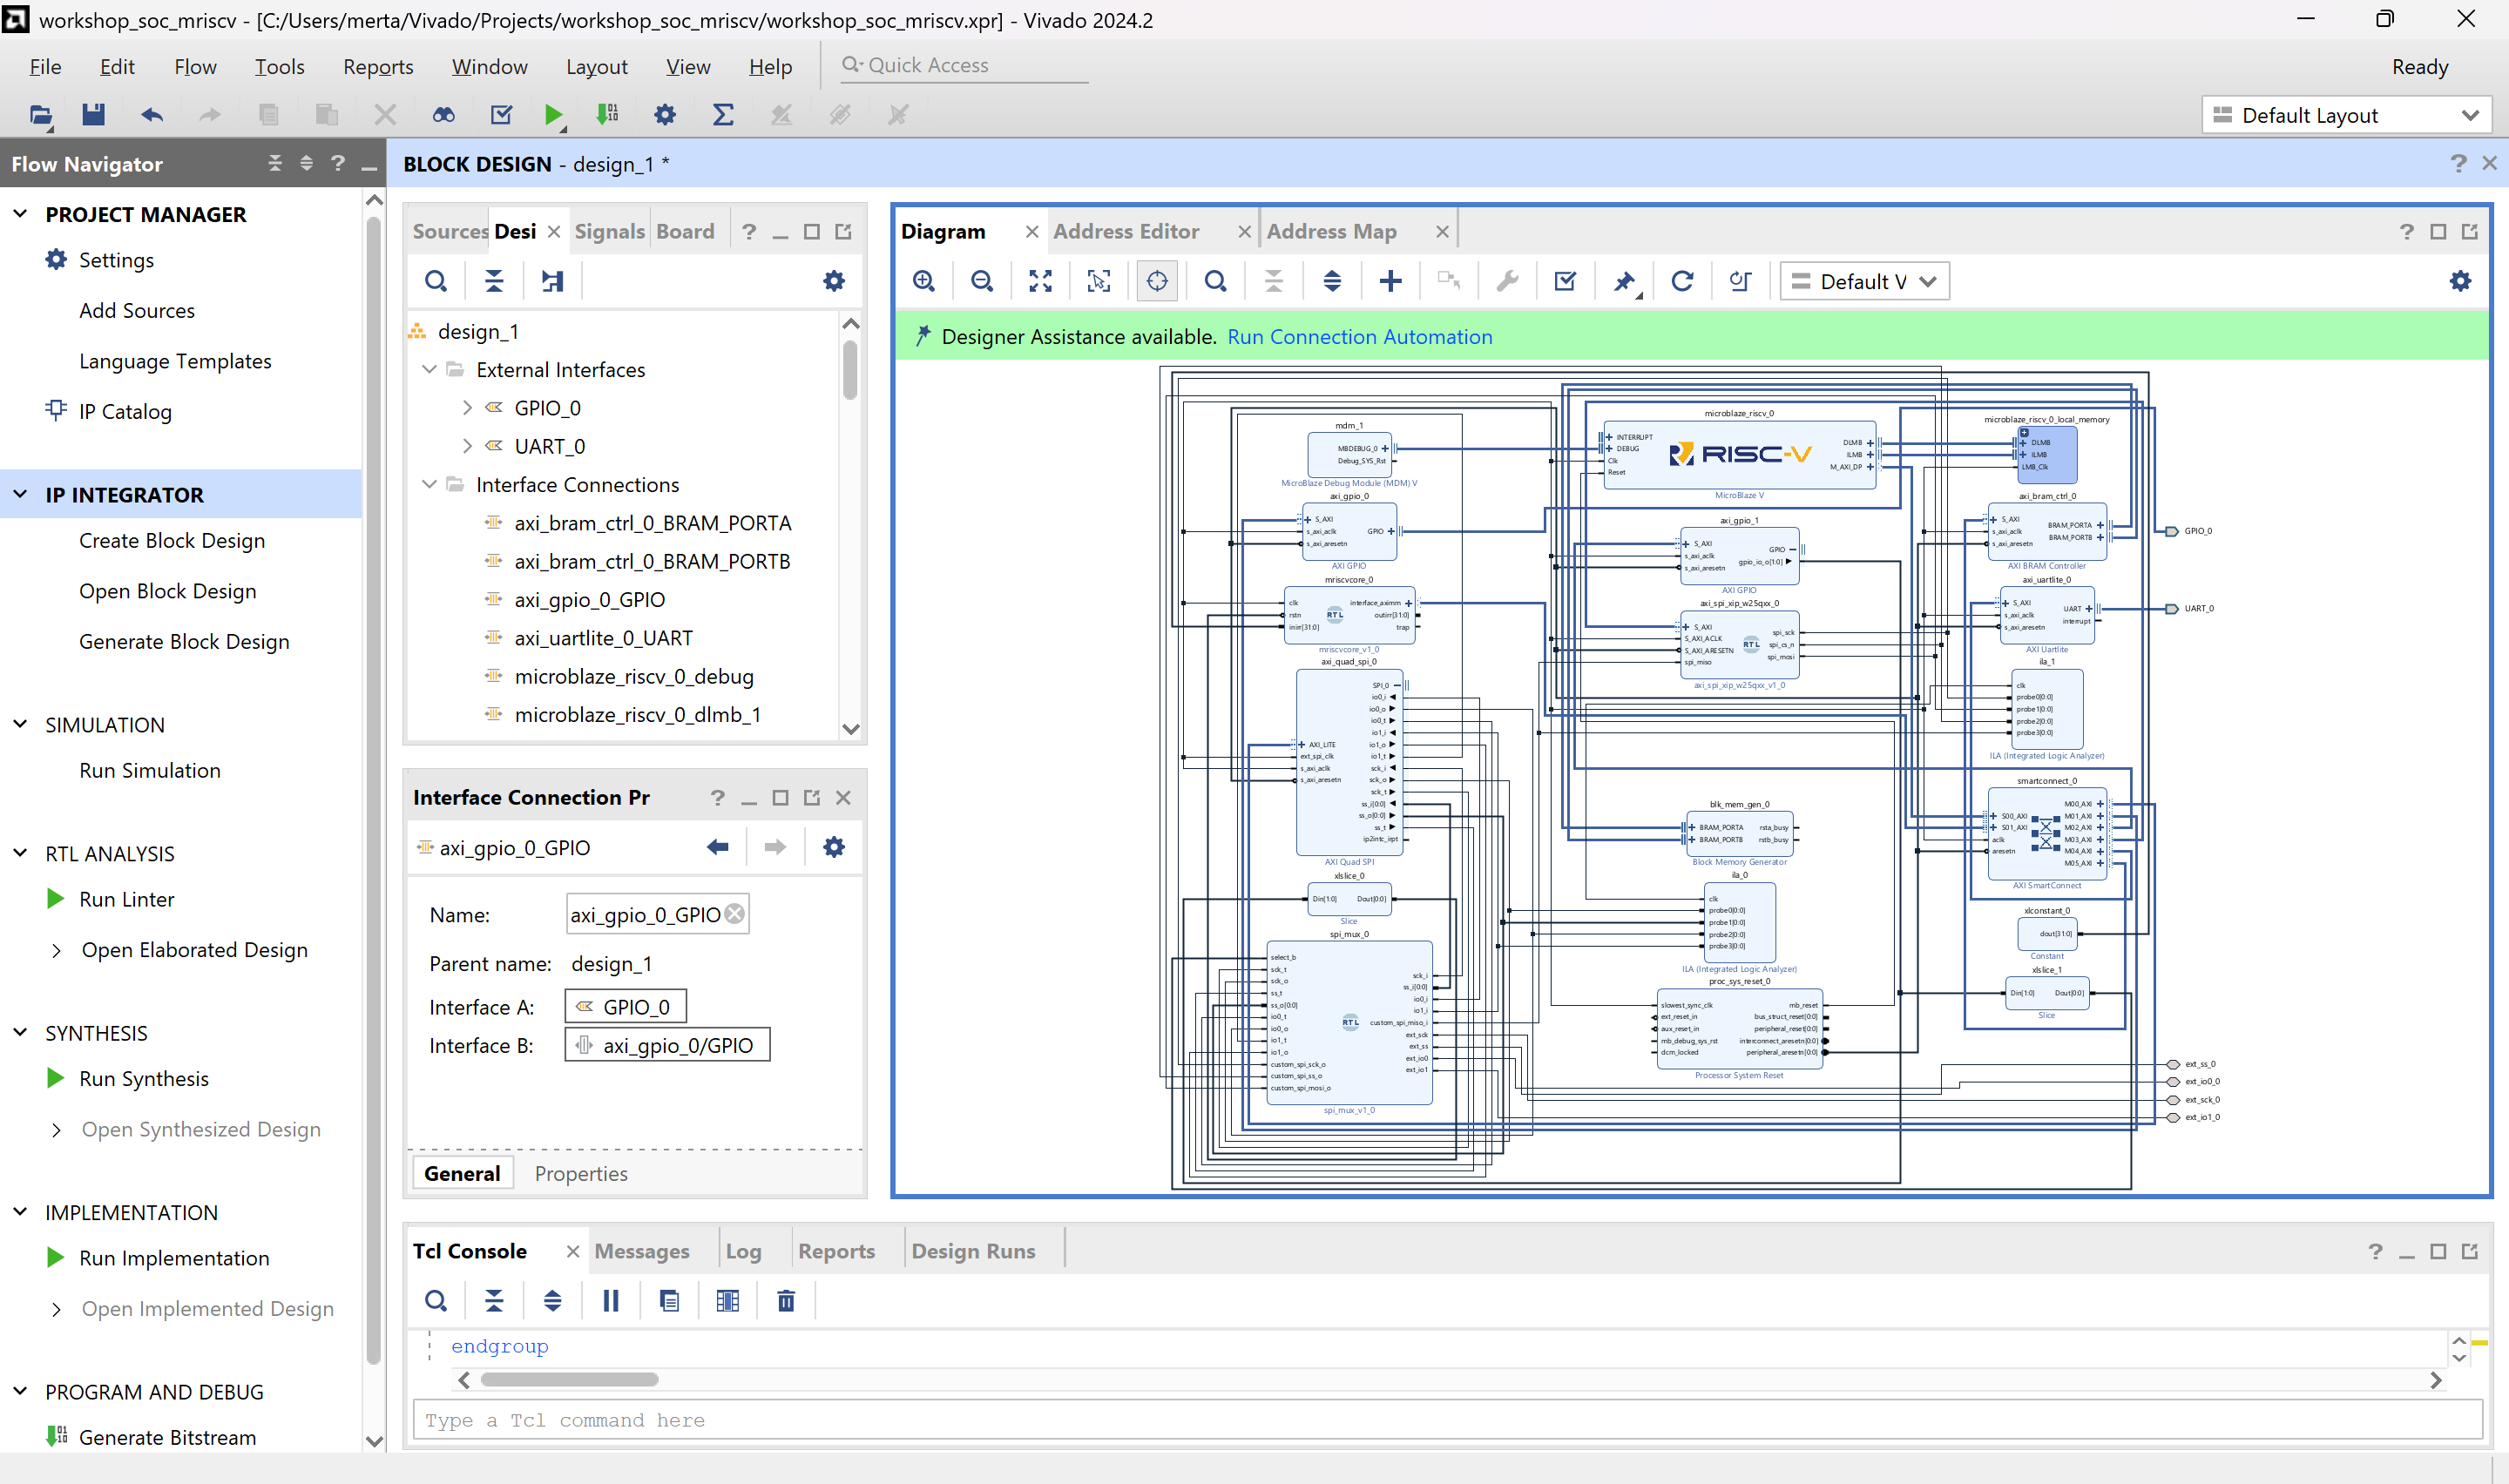 workshop_soc_mriscv - [C:/Users/merta/Vivado/Projects/workshop_soc_mriscv/workshop_soc_mriscv.xpr] - Vivado 2024.2
File Edit Flow Tools Reports Window Layout View Help Quick Access Ready
Default Layout
Flow Navigator
PROJECT MANAGER
Settings
Add Sources
Language Templates
IP Catalog
IP INTEGRATOR
Create Block Design
Open Block Design
Generate Block Design
SIMULATION
Run Simulation
RTL ANALYSIS
Run Linter
Open Elaborated Design
SYNTHESIS
Run Synthesis
Open Synthesized Design
IMPLEMENTATION
Run Implementation
Open Implemented Design
PROGRAM AND DEBUG
Generate Bitstream
BLOCK DESIGN - design_1 *
Sources Desi Signals Board
design_1
External Interfaces
GPIO_0
UART_0
Interface Connections
axi_bram_ctrl_0_BRAM_PORTA
axi_bram_ctrl_0_BRAM_PORTB
axi_gpio_0_GPIO
axi_uartlite_0_UART
microblaze_riscv_0_debug
microblaze_riscv_0_dlmb_1
Interface Connection Pr
axi_gpio_0_GPIO
Name: axi_gpio_0_GPIO
Parent name: design_1
Interface A: GPIO_0
Interface B: axi_gpio_0/GPIO
General Properties
Diagram Address Editor Address Map
Default V
Designer Assistance available. Run Connection Automation
mdm_1
MBDEBUG_0
Debug_SYS_Rst
MicroBlaze Debug Module (MDM) V
axi_gpio_0
S_AXI
s_axi_aclk
s_axi_aresetn
GPIO
AXI GPIO
mriscvcore_0
clk
rstn
inirr[31:0]
RTL
interface_aximm
outirr[31:0]
trap
mriscvcore_v1_0
axi_quad_spi_0
AXI_LITE
ext_spi_clk
s_axi_aclk
s_axi_aresetn
SPI_0
io0_i
io0_o
io0_t
io1_i
io1_o
io1_t
sck_i
sck_o
sck_t
ss_i[0:0]
ss_o[0:0]
ss_t
ip2intc_irpt
AXI Quad SPI
xlslice_0
Din[1:0] Dout[0:0]
Slice
spi_mux_0
select_b
sck_t
sck_o
ss_t
ss_o[0:0]
io0_t
io0_o
io1_t
io1_o
custom_spi_sck_o
custom_spi_ss_o
custom_spi_mosi_o
RTL
sck_i
ss_i[0:0]
io0_i
io1_i
custom_spi_miso_i
ext_sck
ext_ss
ext_io0
ext_io1
spi_mux_v1_0
microblaze_riscv_0
INTERRUPT
DEBUG
Clk
Reset
RISC-V
DLMB
ILMB
M_AXI_DP
MicroBlaze V
axi_gpio_1
S_AXI
s_axi_aclk
s_axi_aresetn
GPIO
gpio_io_o[1:0]
AXI GPIO
axi_spi_xip_w25qxx_0
S_AXI
S_AXI_ACLK
S_AXI_ARESETN
spi_miso
RTL
spi_sck
spi_cs_n
spi_mosi
axi_spi_xip_w25qxx_v1_0
blk_mem_gen_0
BRAM_PORTA
BRAM_PORTB
rsta_busy
rstb_busy
Block Memory Generator
ila_0
clk
probe0[0:0]
probe1[0:0]
probe2[0:0]
probe3[0:0]
ILA (Integrated Logic Analyzer)
proc_sys_reset_0
slowest_sync_clk
ext_reset_in
aux_reset_in
mb_debug_sys_rst
dcm_locked
mb_reset
bus_struct_reset[0:0]
peripheral_reset[0:0]
interconnect_aresetn[0:0]
peripheral_aresetn[0:0]
Processor System Reset
microblaze_riscv_0_local_memory
DLMB
ILMB
LMB_Clk
axi_bram_ctrl_0
S_AXI
s_axi_aclk
s_axi_aresetn
BRAM_PORTA
BRAM_PORTB
AXI BRAM Controller
axi_uartlite_0
S_AXI
s_axi_aclk
s_axi_aresetn
UART
interrupt
AXI Uartlite
ila_1
clk
probe0[0:0]
probe1[0:0]
probe2[0:0]
probe3[0:0]
ILA (Integrated Logic Analyzer)
smartconnect_0
S00_AXI
S01_AXI
aclk
aresetn
M00_AXI
M01_AXI
M02_AXI
M03_AXI
M04_AXI
M05_AXI
AXI SmartConnect
xlconstant_0
dout[31:0]
Constant
xlslice_1
Din[1:0] Dout[0:0]
Slice
GPIO_0
UART_0
ext_ss_0
ext_io0_0
ext_sck_0
ext_io1_0
Tcl Console Messages Log Reports Design Runs
endgroup
Type a Tcl command here